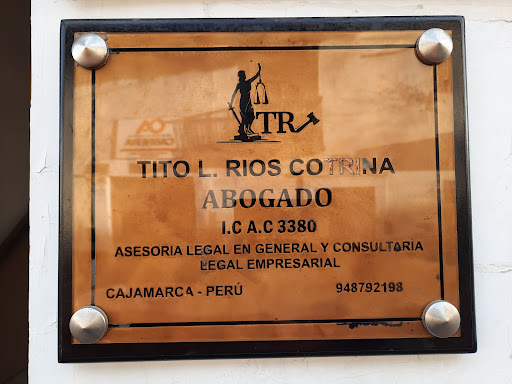 TR
TITO L. RIOS COTRINA
ABOGADO
I.C A.C 3380
ASESORIA LEGAL EN GENERAL Y CONSULTARIA
LEGAL EMPRESARIAL
CAJAMARCA - PERÚ 948792198